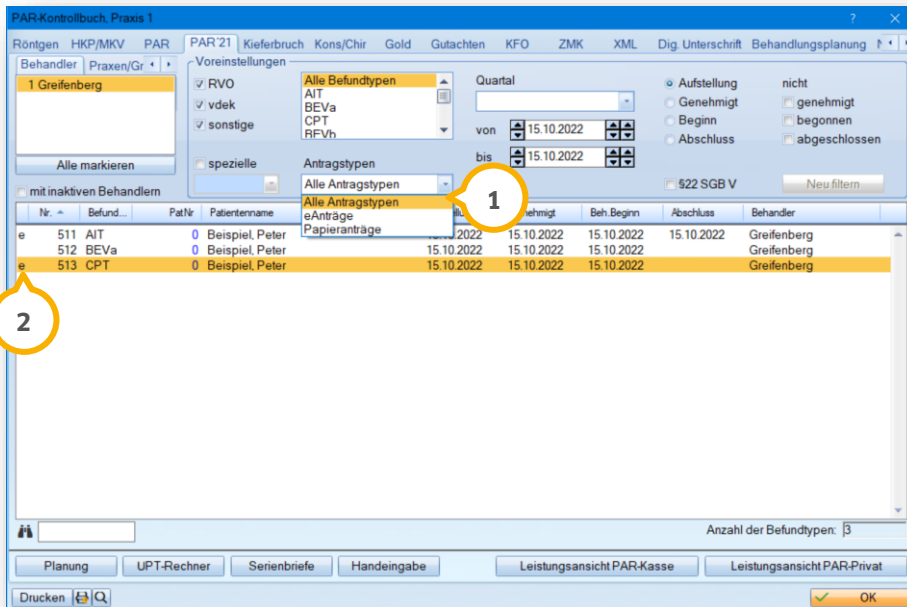 PAR-Kontrollbuch, Praxis 1
Röntgen HKP/MKV PAR PAR'21 Kieferbruch Kons/Chir Gold Gutachten KFO ZMK XML Dig. Unterschrift Behandlungsplanung
Behandler Praxen/Gr
1 Greifenberg
Alle markieren
mit inaktiven Behandlern
Voreinstellungen
RVO
vdek
sonstige
spezielle
Alle Befundtypen
AIT
BEVa
CPT
BEVb
Antragstypen
Alle Antragstypen
Alle Antragstypen
eAnträge
Papieranträge
Quartal
von 15.10.2022
bis 15.10.2022
Aufstellung
Genehmigt
Beginn
Abschluss
nicht
genehmigt
begonnen
abgeschlossen
§22 SGB V
Neu filtern
1
Nr. Befund... PatNr Patientenname Beh.Beginn Abschluss Behandler
e 511 AIT 0 Beispiel, Peter 15.10.2022 15.10.2022 15.10.2022 15.10.2022 Greifenberg
512 BEVa 0 Beispiel, Peter 15.10.2022 15.10.2022 15.10.2022 Greifenberg
e 513 CPT 0 Beispiel, Peter 15.10.2022 15.10.2022 15.10.2022 Greifenberg
2
Anzahl der Befundtypen: 3
Planung UPT-Rechner Serienbriefe Handeingabe Leistungsansicht PAR-Kasse Leistungsansicht PAR-Privat
Drucken OK